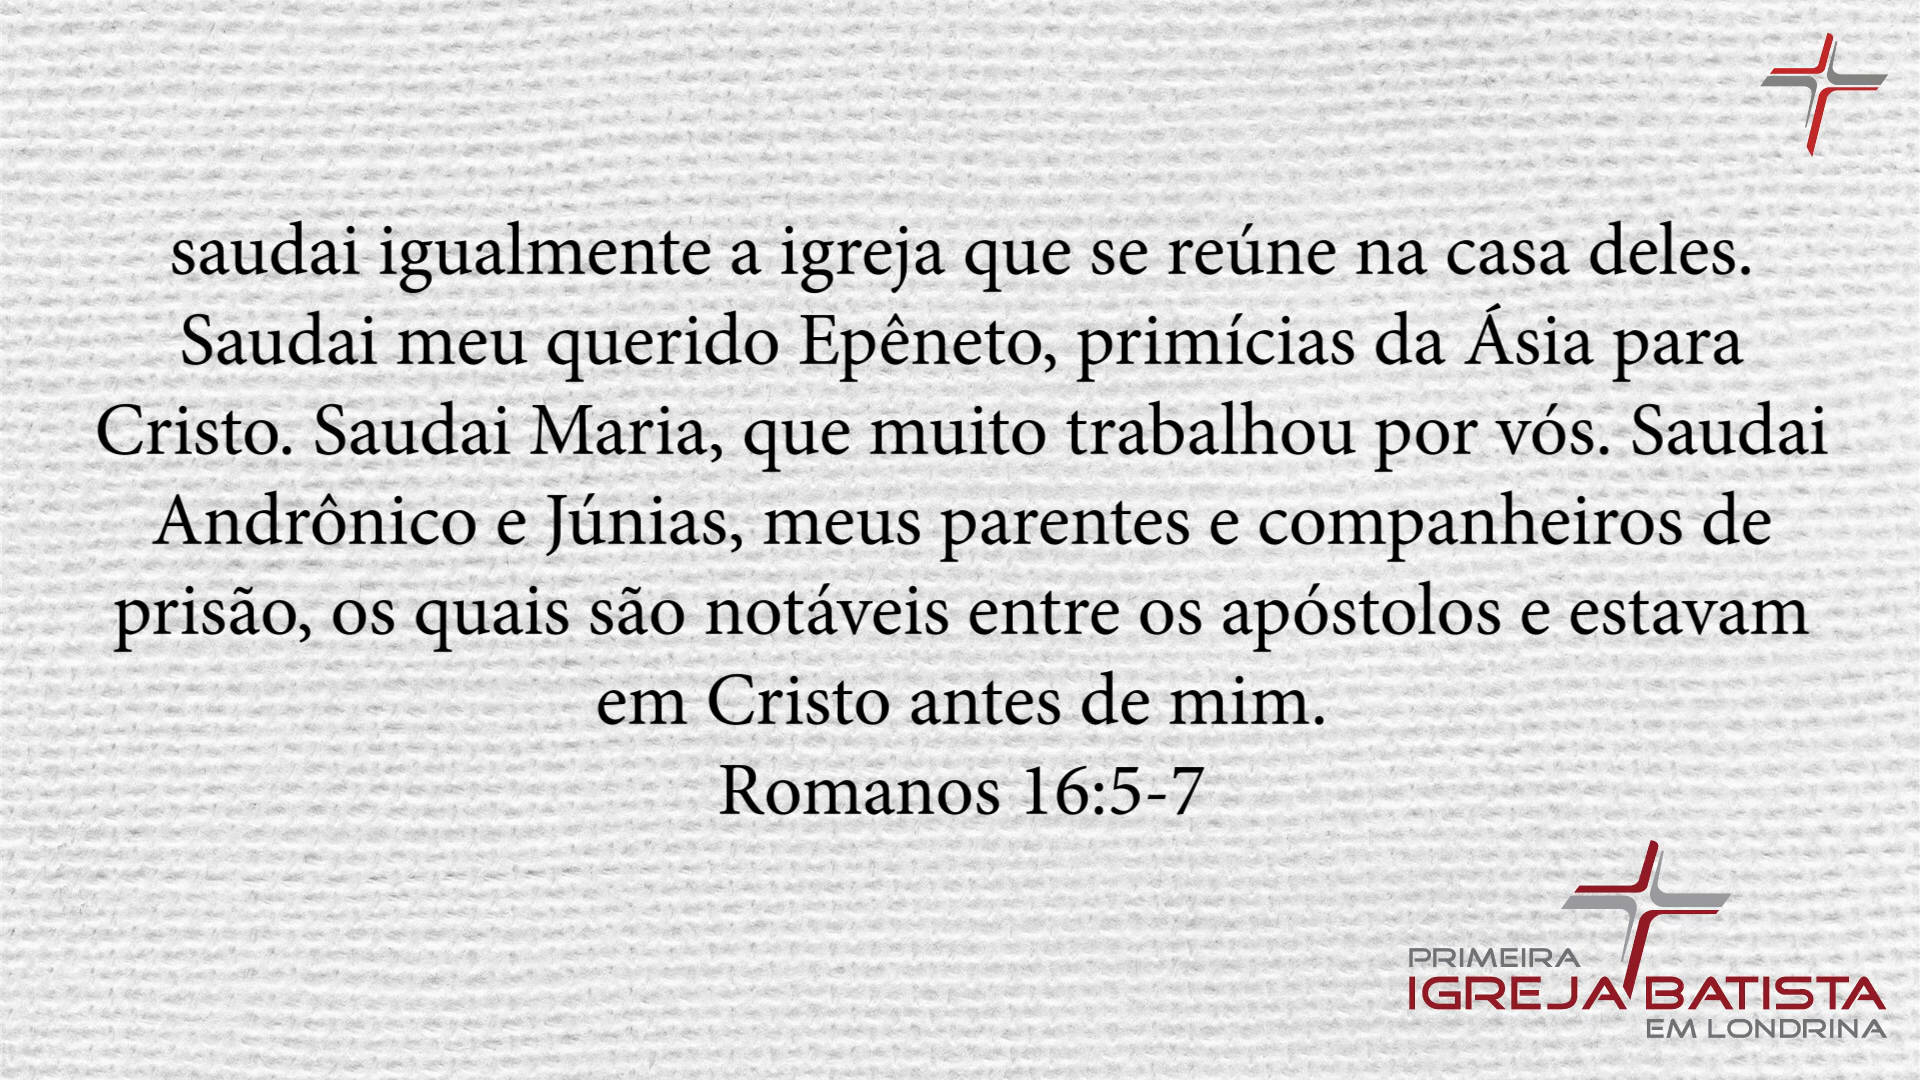 saudai igualmente a igreja que se reúne na casa deles.
Saudai meu querido Epêneto, primícias da Ásia para
Cristo. Saudai Maria, que muito trabalhou por vós. Saudai
Andrônico e Júnias, meus parentes e companheiros de
prisão, os quais são notáveis entre os apóstolos e estavam
em Cristo antes de mim.
Romanos 16:5-7
PRIMEIRA
IGREJA BATISTA
EM LONDRINA